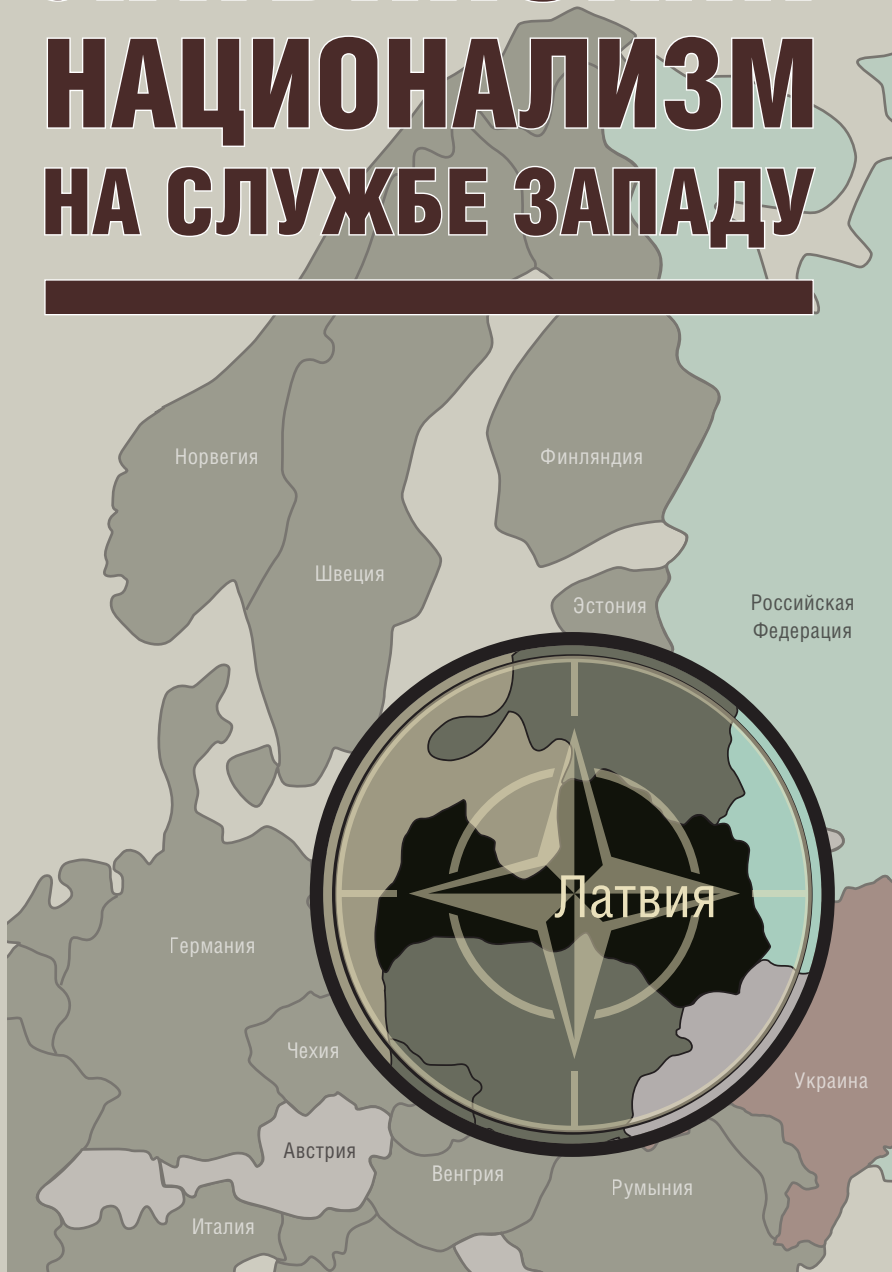 НАЦИОНАЛИЗМ
НА СЛУЖБЕ ЗАПАДУ
Норвегия
Финляндия
Швеция
Эстония
Российская
Федерация
Латвия
Германия
Чехия
Украина
Австрия
Венгрия
Румыния
Италия